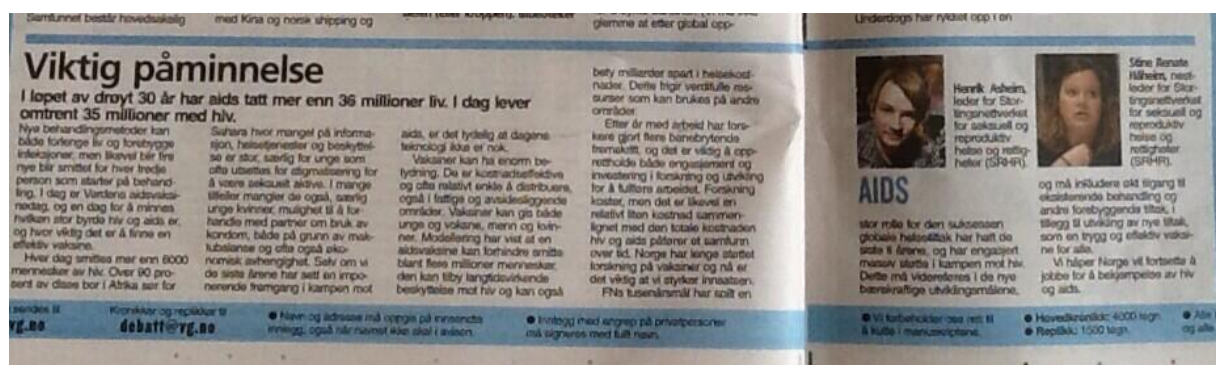 Samfunnet består hovedsakelig
med Kina og norsk shipping og
glemme at etter global opp-
Underdogs har rykket opp i en
Viktig påminnelse
I løpet av drøyt 30 år har aids tatt mer enn 36 millioner liv. I dag lever
omtrent 35 millioner med hiv.
Nye behandlingsmetoder kan
både forlenge liv og forebygge
infeksjoner, men likevel blir fire
nye blir smittet for hver tredje
person som starter på behand-
ling. I dag er Verdens aidsvaksi-
nedag, og en dag for å minnes
hvilken stor byrde hiv og aids er,
og hvor viktig det er å finne en
effektiv vaksine.
Hver dag smittes mer enn 6000
mennesker av hiv. Over 90 pro-
sent av disse bor i Afrika sør for
Sahara hvor mangel på informa-
sjon, helsetjenester og beskyttel-
se er stor, særlig for unge som
ofte utsettes for stigmatisering for
å være seksuelt aktive. I mange
tilfeller mangler de også, særlig
unge kvinner, mulighet til å for-
handle med partner om bruk av
kondom, både på grunn av mak-
tubalanse og ofte også øko-
nomisk avhengighet. Selv om vi
de siste årene har sett en impo-
nerende fremgang i kampen mot
aids, er det tydelig at dagens
teknologi ikke er nok.
Vaksiner kan ha enorm be-
tydning. De er kostnadseffektive
og ofte relativt enkle å distribuere,
også i fattige og avsidesliggende
områder. Vaksiner kan gis både
unge og voksne, menn og kvin-
ner. Modellering har vist at en
aidsvaksine kan forhindre smitte
blant flere millioner mennesker,
den kan tilby langtidsvirkende
beskyttelse mot hiv og kan også
bety milliarder spart i helsekost-
nader. Dette frigir verdifulle res-
surser som kan brukes på andre
områder.
Etter år med arbeid har fors-
kere gjort flere banebrytende
fremskritt, og det er viktig å opp-
rettholde både engasjement og
investering i forskning og utvikling
for å fullføre arbeidet. Forskning
koster, men det er likevel en
relativt liten kostnad sammen-
lignet med den totale kostnaden
hiv og aids påfører et samfunn
over tid. Norge har lenge støttet
forskning på vaksiner og nå er
det viktig at vi styrker innsatsen.
FNs tusenårsmål har spilt en
Henrik Asheim,
leder for Stor-
tingsnettverket
for seksuell og
reproduktiv
helse og rettig-
heter (SRHR).
Stine Renate
Håheim, nest-
leder for Stor-
tingsnettverket
for seksuell og
reproduktiv
helse og
rettigheter
(SRHR).
AIDS
stor rolle for den suksessen
globale helsetiltak har hatt de
siste ti årene, og har engasjert
massiv støtte i kampen mot hiv.
Dette må videreføres i de nye
bærekraftige utviklingsmålene,
og må inkludere økt tilgang til
eksisterende behandling og
andre forebyggende tiltak, i
tillegg til utvikling av nye tiltak,
som en trygg og effektiv vaksi-
ne for alle.
Vi håper Norge vil fortsette å
jobbe for å bekjempelse av hiv
og aids.
sendes til
vg.no
Kronikker og replikker til
debatt@vg.no
● Navn og adresse må oppgis på innsendte
innlegg, også når navnet ikke skal i avisen.
● Innlegg med angrep på privatpersoner
må signeres med fullt navn.
● Vi forbeholder oss rett til
å kutte i manuskriptene.
● Hovedkronikk: 4000 tegn.
● Replikk: 1500 tegn.
● Alle
og alle